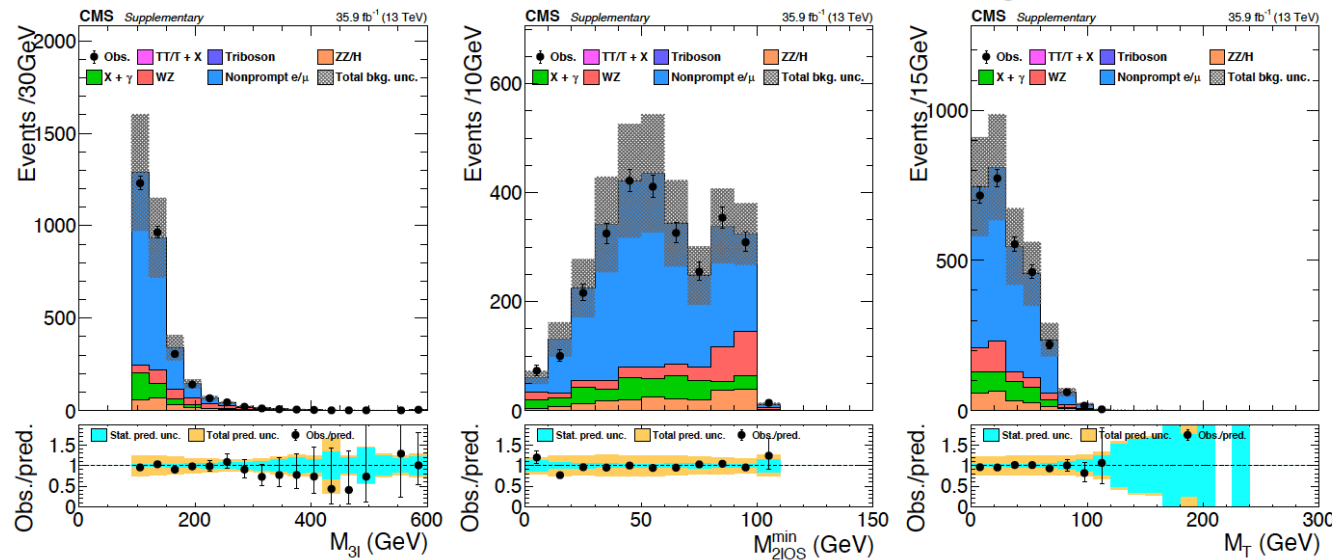 CMS Supplementary 35.9 fb⁻¹ (13 TeV)
Events /30GeV
2000
1500
1000
500
0
Obs. TT/T + X Triboson ZZ/H
X + γ WZ Nonprompt e/μ Total bkg. unc.
Obs./pred.
1.5
1
0.5
0
Stat. pred. unc. Total pred. unc. Obs./pred.
0 200 400 600
M3l (GeV)
CMS Supplementary 35.9 fb⁻¹ (13 TeV)
Events /10GeV
600
400
200
0
Obs. TT/T + X Triboson ZZ/H
X + γ WZ Nonprompt e/μ Total bkg. unc.
Obs./pred.
1.5
1
0.5
0
Stat. pred. unc. Total pred. unc. Obs./pred.
0 50 100 150
M2lOS min (GeV)
CMS Supplementary 35.9 fb⁻¹ (13 TeV)
Events /15GeV
1000
500
0
Obs. TT/T + X Triboson ZZ/H
X + γ WZ Nonprompt e/μ Total bkg. unc.
Obs./pred.
1.5
1
0.5
0
Stat. pred. unc. Total pred. unc. Obs./pred.
0 100 200 300
MT (GeV)